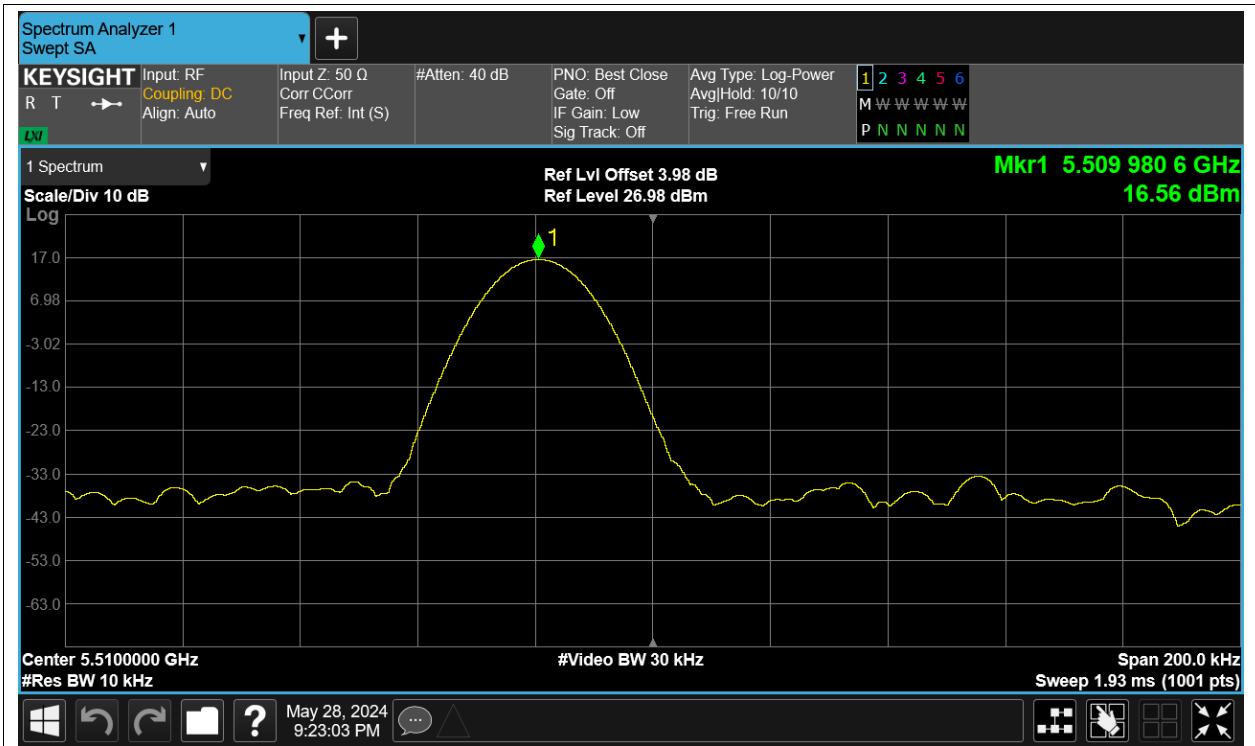 Spectrum Analyzer 1
Swept SA
KEYSIGHT
R T
LXI
Input: RF
Coupling: DC
Align: Auto
Input Z: 50 Ω
Corr CCorr
Freq Ref: Int (S)
#Atten: 40 dB
PNO: Best Close
Gate: Off
IF Gain: Low
Sig Track: Off
Avg Type: Log-Power
Avg|Hold: 10/10
Trig: Free Run
1 2 3 4 5 6
M W W W W W
P N N N N N
1 Spectrum
Scale/Div 10 dB
Log
Ref Lvl Offset 3.98 dB
Ref Level 26.98 dBm
Mkr1 5.509 980 6 GHz
16.56 dBm
1
17.0
6.98
-3.02
-13.0
-23.0
-33.0
-43.0
-53.0
-63.0
Center 5.5100000 GHz
#Video BW 30 kHz
Span 200.0 kHz
#Res BW 10 kHz
Sweep 1.93 ms (1001 pts)
?
May 28, 2024
9:23:03 PM